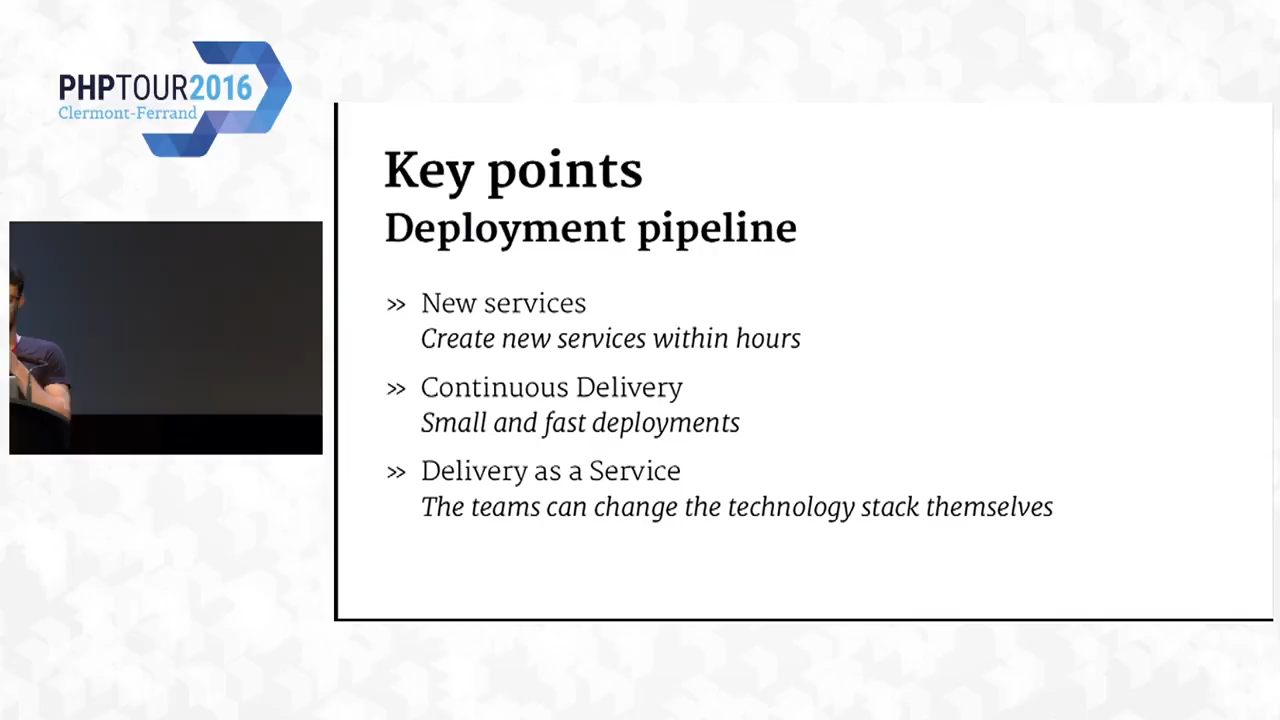 PHPTOUR2016
Clermont-Ferrand
Key points
Deployment pipeline
» New services
Create new services within hours
» Continuous Delivery
Small and fast deployments
» Delivery as a Service
The teams can change the technology stack themselves